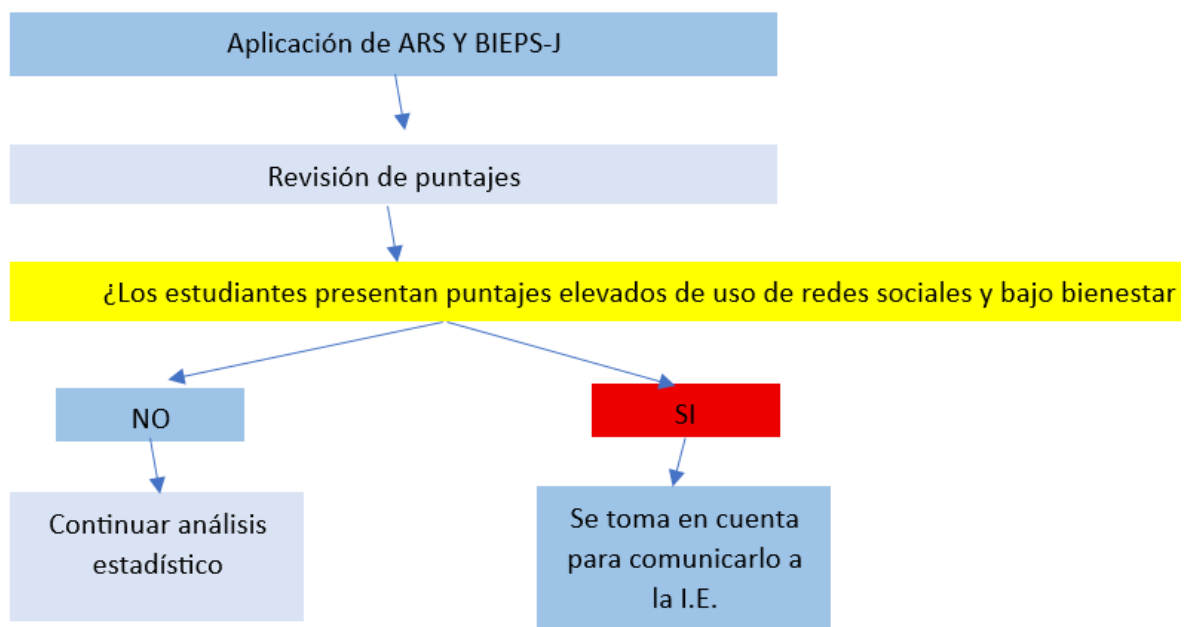 Aplicación de ARS Y BIEPS-J
Revisión de puntajes
¿Los estudiantes presentan puntajes elevados de uso de redes sociales y bajo bienestar
NO
SI
Continuar análisis
estadístico
Se toma en cuenta
para comunicarlo a
la I.E.